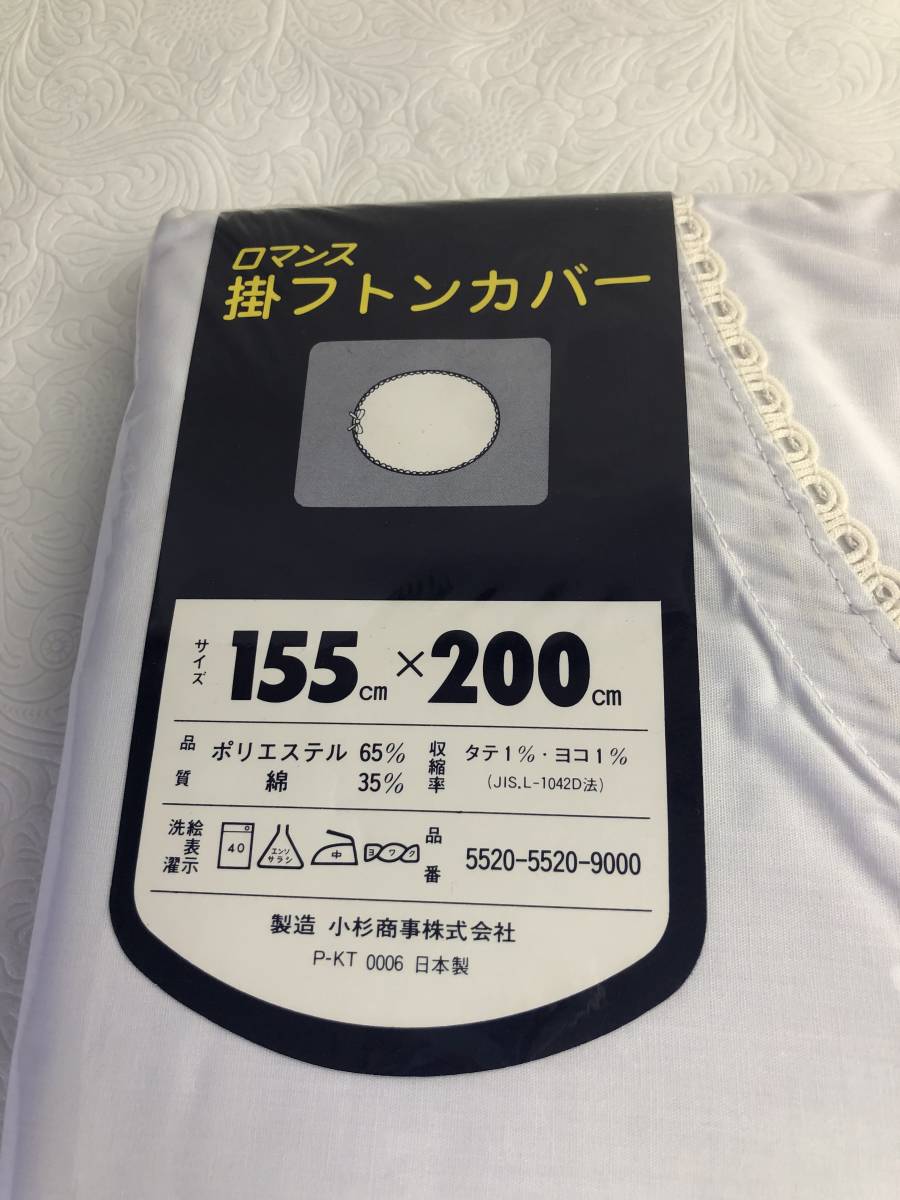 ロマンス
掛フトンカバー
サイズ 155cm×200cm
品質 ポリエステル 65% 綿 35%
収縮率 タテ1%・ヨコ1%
(JIS.L-1042D法)
洗濯絵表示 40 エンソサラシ 中 ヨワク
品番 5520-5520-9000
製造 小杉商事株式会社
P-KT 0006 日本製